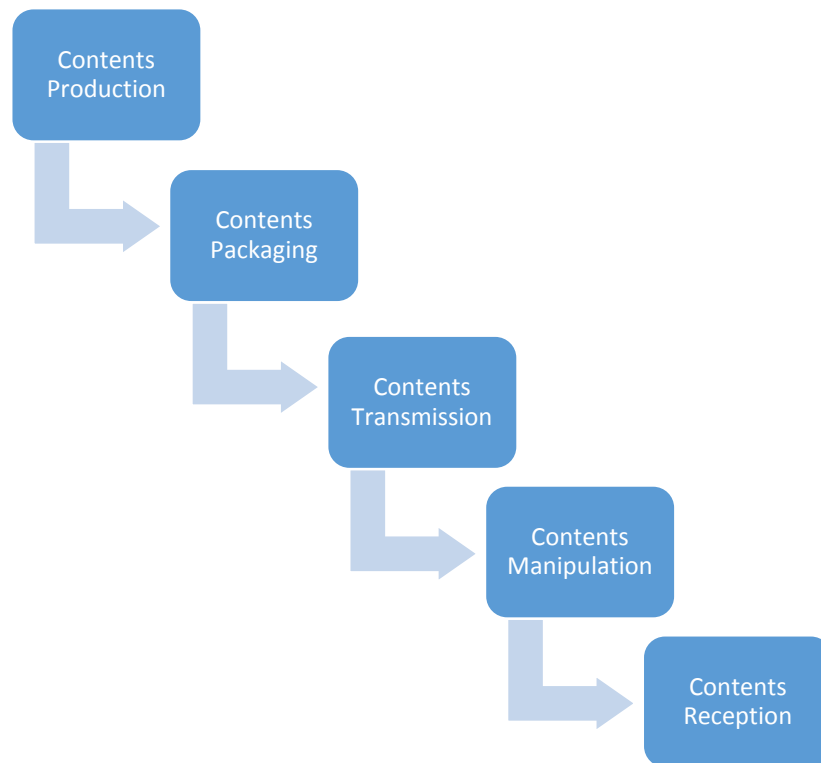 Contents
Production
Contents
Packaging
Contents
Transmission
Contents
Manipulation
Contents
Reception